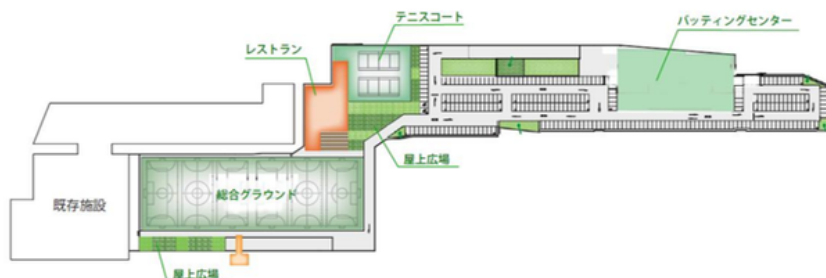 テニスコート
バッティングセンター
レストラン
屋上広場
総合グラウンド
既存施設
屋上広場